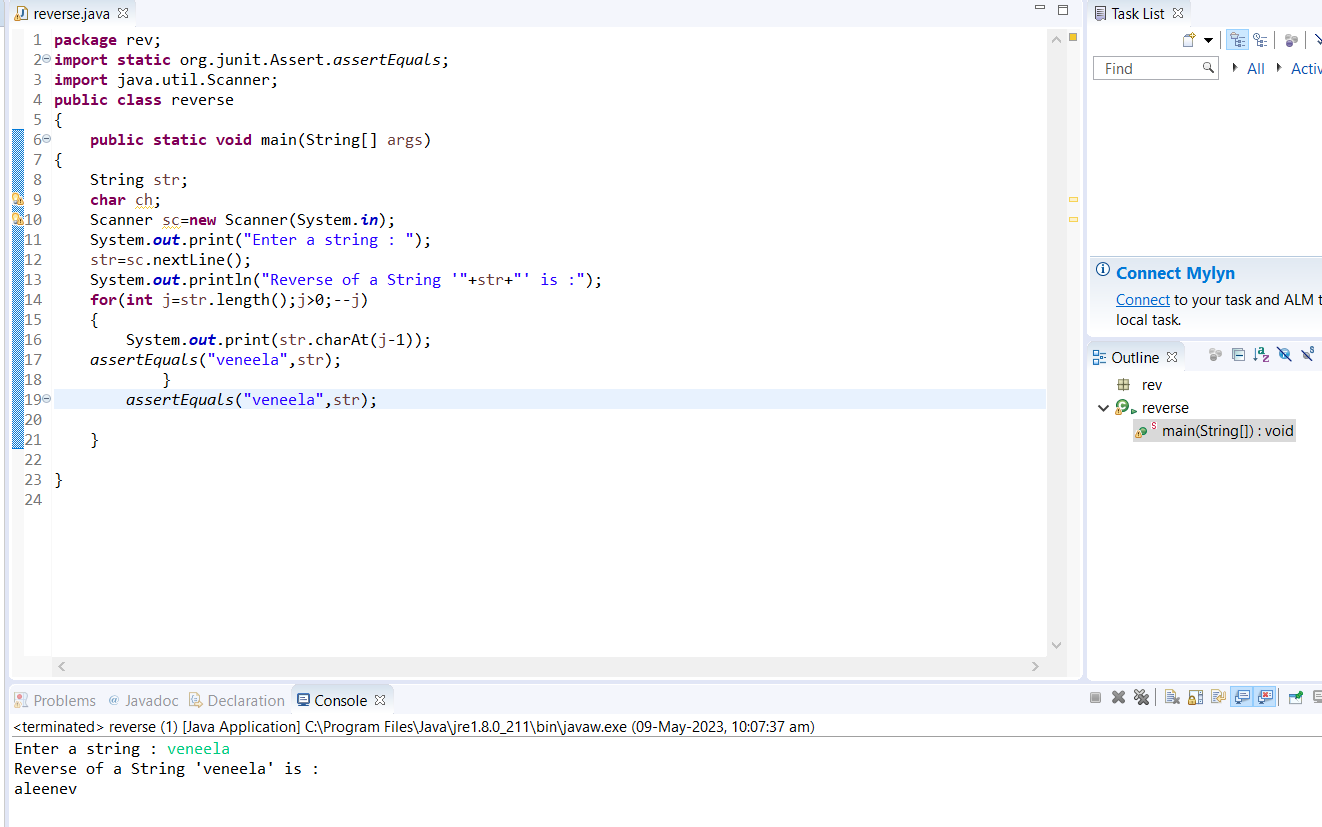 reverse.java
1 package rev;
2 import static org.junit.Assert.assertEquals;
3 import java.util.Scanner;
4 public class reverse
5 {
6     public static void main(String[] args)
7 {
8     String str;
9     char ch;
10     Scanner sc=new Scanner(System.in);
11     System.out.print("Enter a string : ");
12     str=sc.nextLine();
13     System.out.println("Reverse of a String '"+str+"' is :");
14     for(int j=str.length();j>0;--j)
15     {
16         System.out.print(str.charAt(j-1));
17     assertEquals("veneela",str);
18             }
19         assertEquals("veneela",str);
20
21     }
22
23 }
24
Task List
Find All Activ
Connect Mylyn
Connect to your task and ALM t
local task.
Outline
rev
reverse
main(String[]) : void
Problems @ Javadoc Declaration Console
<terminated> reverse (1) [Java Application] C:\Program Files\Java\jre1.8.0_211\bin\javaw.exe (09-May-2023, 10:07:37 am)
Enter a string : veneela
Reverse of a String 'veneela' is :
aleenev